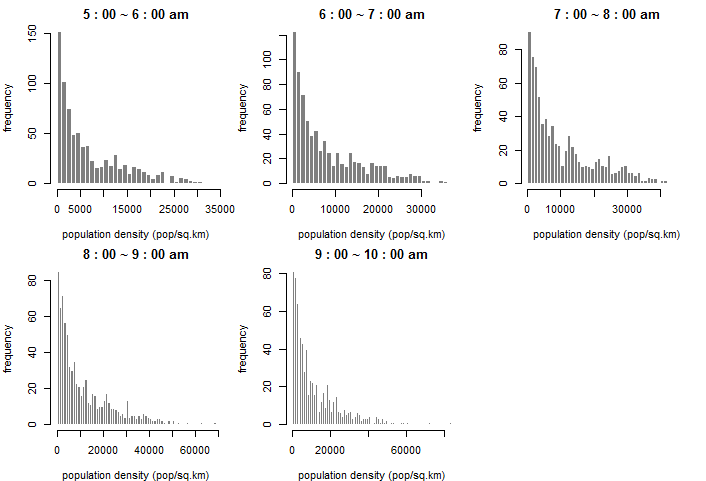 5 : 00 ~ 6 : 00 am
6 : 00 ~ 7 : 00 am
7 : 00 ~ 8 : 00 am
frequency
0
50
100
150
0
5000
15000
25000
35000
population density (pop/sq.km)
frequency
0
20
40
60
80
100
0
10000
20000
30000
population density (pop/sq.km)
frequency
0
20
40
60
80
0
10000
30000
population density (pop/sq.km)
8 : 00 ~ 9 : 00 am
9 : 00 ~ 10 : 00 am
frequency
0
20
40
60
80
0
20000
40000
60000
population density (pop/sq.km)
frequency
0
20
40
60
80
0
20000
60000
population density (pop/sq.km)